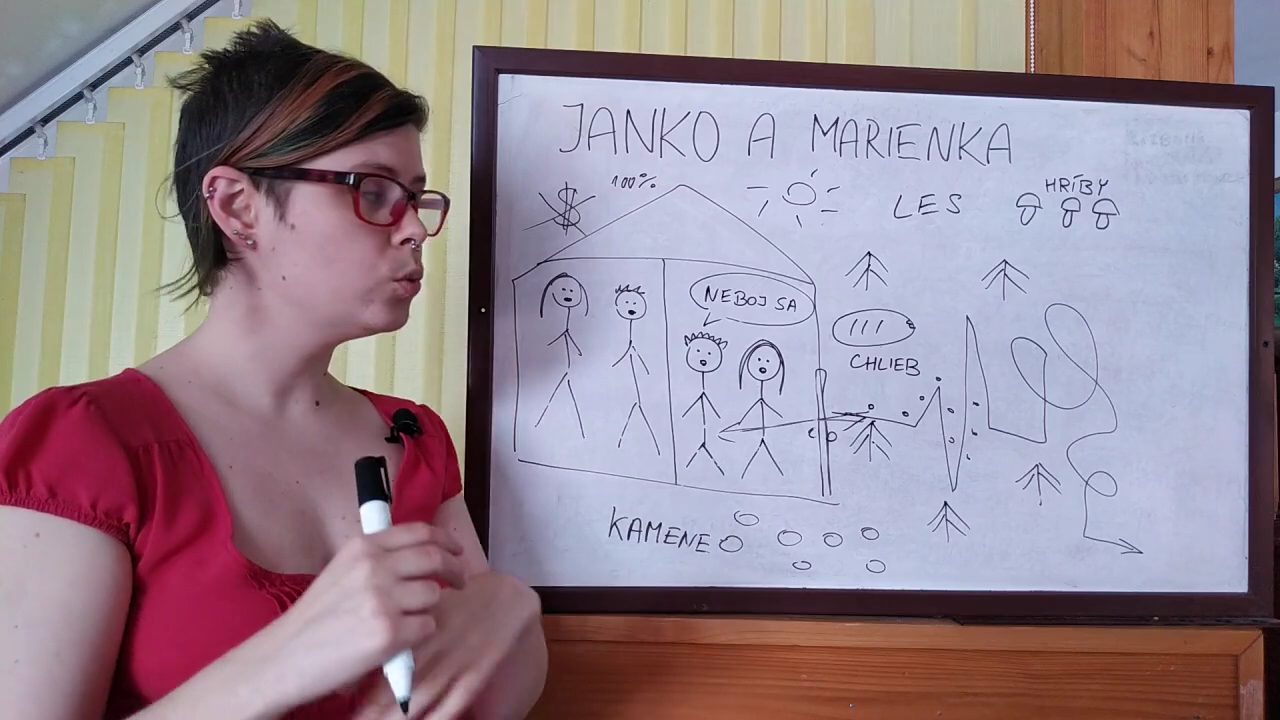 JANKO A MARIENKA
$ 100%
LES
HRÍBY
NEBOJ SA
CHLIEB
KAMENE